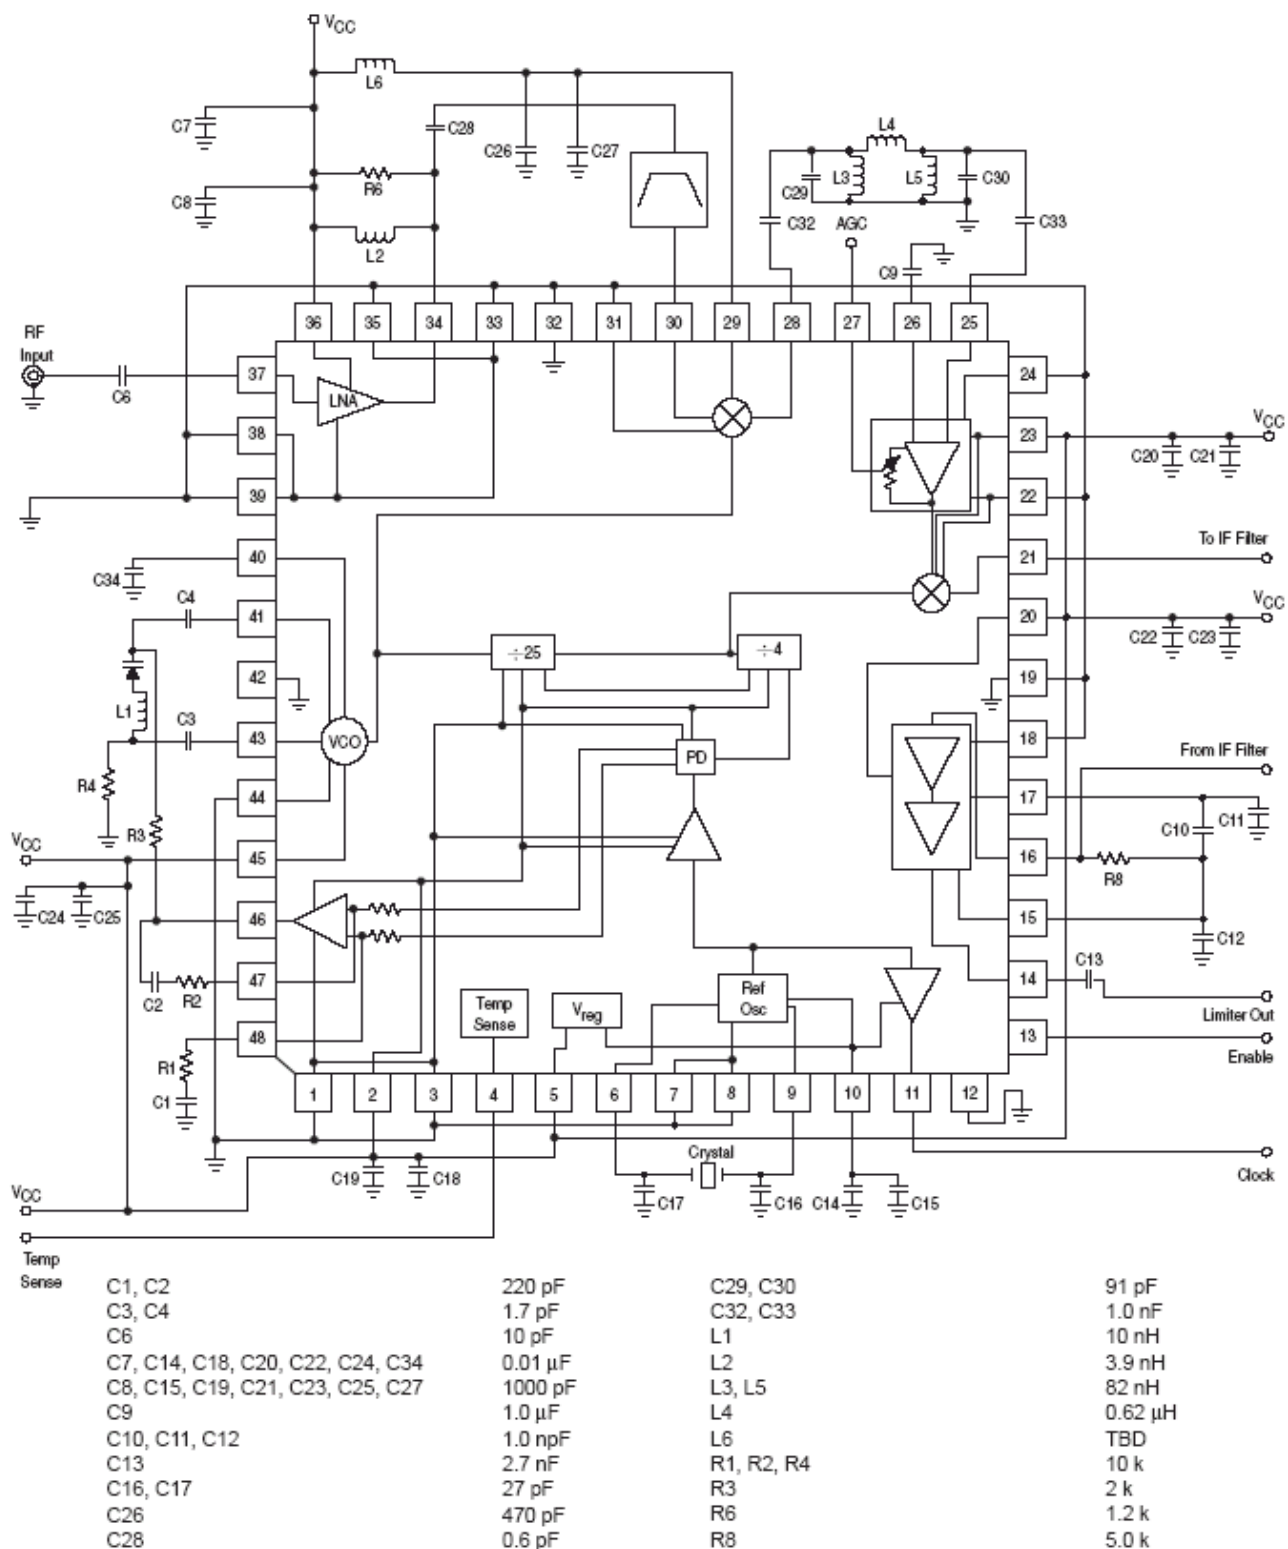 VCC
L6
C7
C28
C26
C27
L4
C29
L3
L5
C30
R6
C8
C32
AGC
C33
L2
C9
36
35
34
33
32
31
30
29
28
27
26
25
RF
Input
C6
37
LNA
24
38
23
VCC
C20
C21
39
22
40
21
To IF Filter
C34
C4
41
÷25
÷4
20
VCC
C22
C23
42
19
L1
C3
43
VCO
PD
18
From IF Filter
R4
44
17
C10
C11
R3
VCC
45
16
R8
C24
C25
46
15
C12
C2
R2
47
Temp
Sense
Vreg
Ref
Osc
14
C13
Limiter Out
48
13
Enable
R1
C1
1
2
3
4
5
6
7
8
9
10
11
12
Crystal
C19
C18
C17
C16
C14
C15
Clock
VCC
Temp
Sense
C1, C2 220 pF C29, C30 91 pF
C3, C4 1.7 pF C32, C33 1.0 nF
C6 10 pF L1 10 nH
C7, C14, C18, C20, C22, C24, C34 0.01 µF L2 3.9 nH
C8, C15, C19, C21, C23, C25, C27 1000 pF L3, L5 82 nH
C9 1.0 µF L4 0.62 µH
C10, C11, C12 1.0 npF L6 TBD
C13 2.7 nF R1, R2, R4 10 k
C16, C17 27 pF R3 2 k
C26 470 pF R6 1.2 k
C28 0.6 pF R8 5.0 k